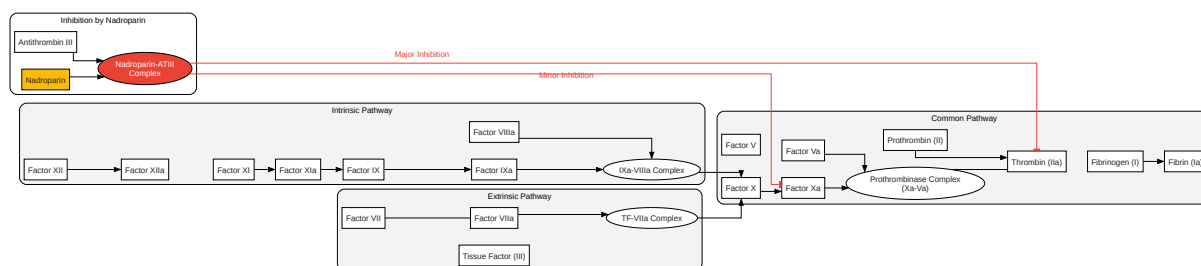 Inhibition by Nadroparin
Antithrombin III
Nadroparin
Nadroparin-ATIII
Complex
Major Inhibition
Minor Inhibition
Intrinsic Pathway
Factor VIIIa
Factor XII
Factor XIIa
Factor XI
Factor XIa
Factor IX
Factor IXa
IXa-VIIIa Complex
Extrinsic Pathway
Factor VII
Factor VIIa
TF-VIIa Complex
Tissue Factor (III)
Common Pathway
Factor V
Factor Va
Prothrombin (II)
Factor X
Factor Xa
Prothrombinase Complex
(Xa-Va)
Thrombin (IIa)
Fibrinogen (I)
Fibrin (Ia)